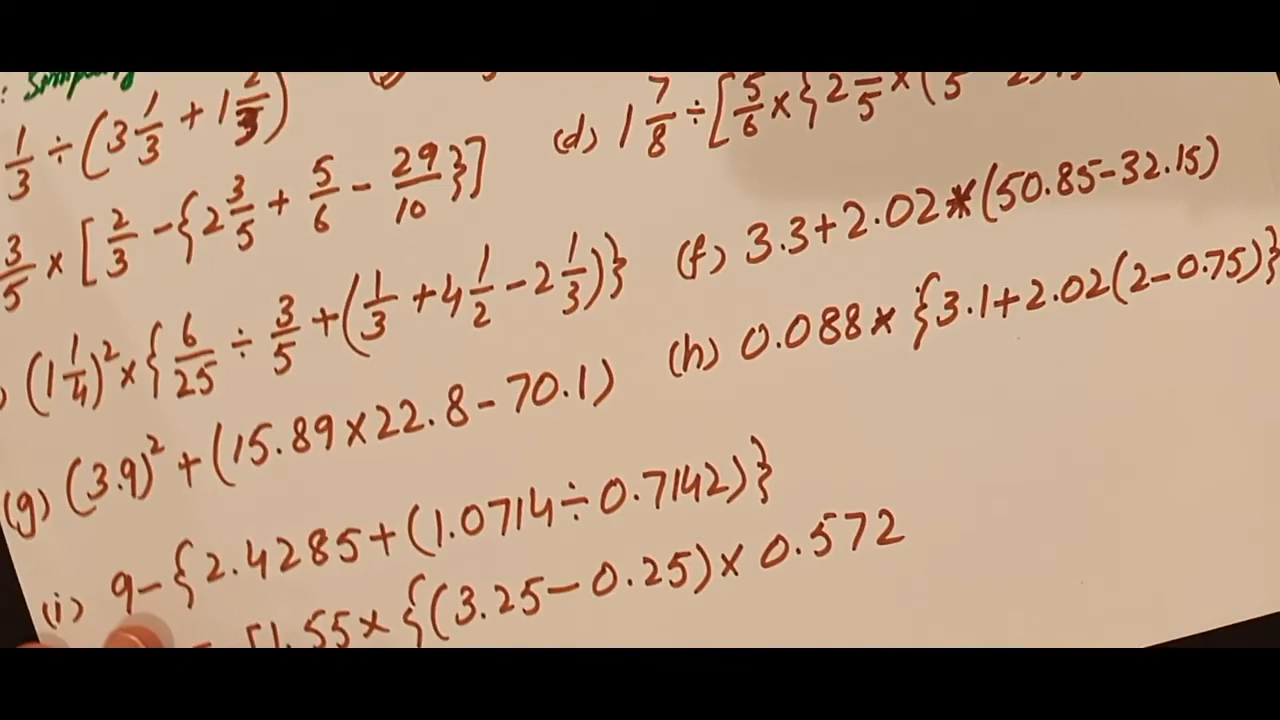 : Simplify
1/3 ÷ (3 1/3 + 1 2/3)
3/5 × [2/3 - {2 3/5 + 5/6 - 29/10}]
(d) 1 7/8 ÷ [5/6 × {2 /5 × (5
) (1 1/4)² × {6/25 ÷ 3/5 + (1/3 + 4 1/2 - 2 1/3)}
(f) 3.3+2.02*(50.85-32.15)
(g) (3.9)² + (15.89×22.8-70.1)
(h) 0.088* {3.1+2.02(2-0.75)}
(i) 9-{2.4285+(1.0714÷0.7142)}
1.55×{(3.25-0.25)×0.572